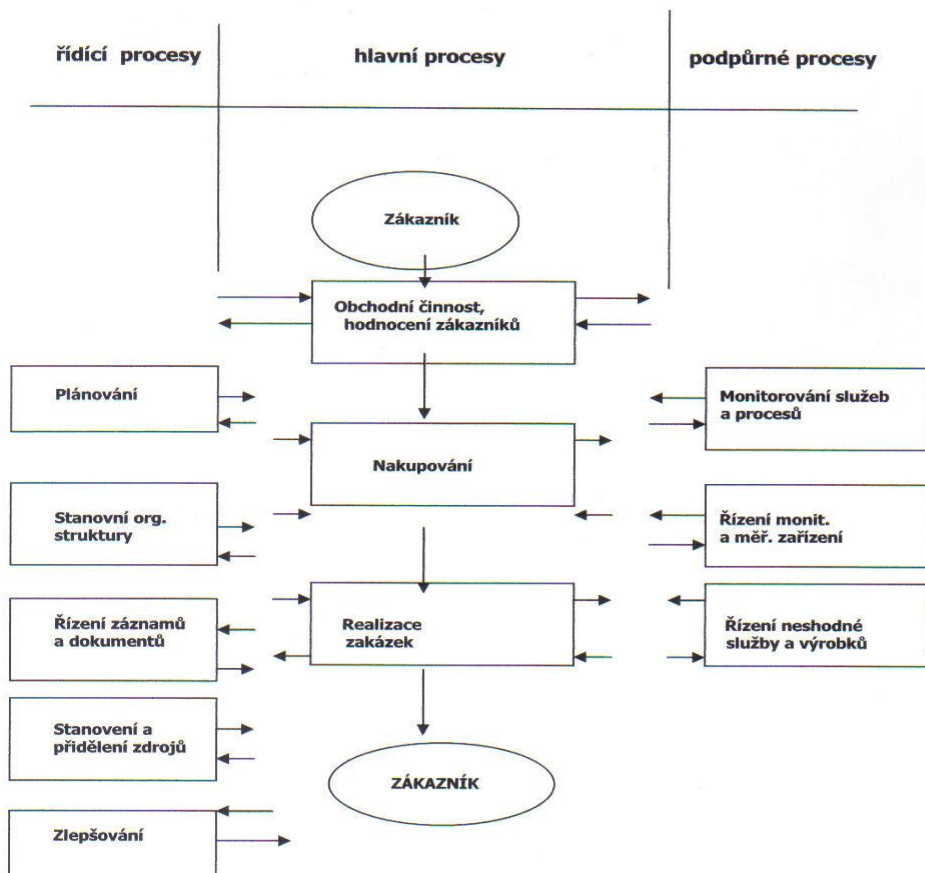 řídící procesy
hlavní procesy
podpůrné procesy
Zákazník
Obchodní činnost,
hodnocení zákazníků
Plánování
Monitorování služeb
a procesů
Nakupování
Stanovní org.
struktury
Řízení monit.
a měř. zařízení
Řízení záznamů
a dokumentů
Realizace
zakázek
Řízení neshodné
služby a výrobků
Stanovení a
přidělení zdrojů
ZÁKAZNÍK
Zlepšování